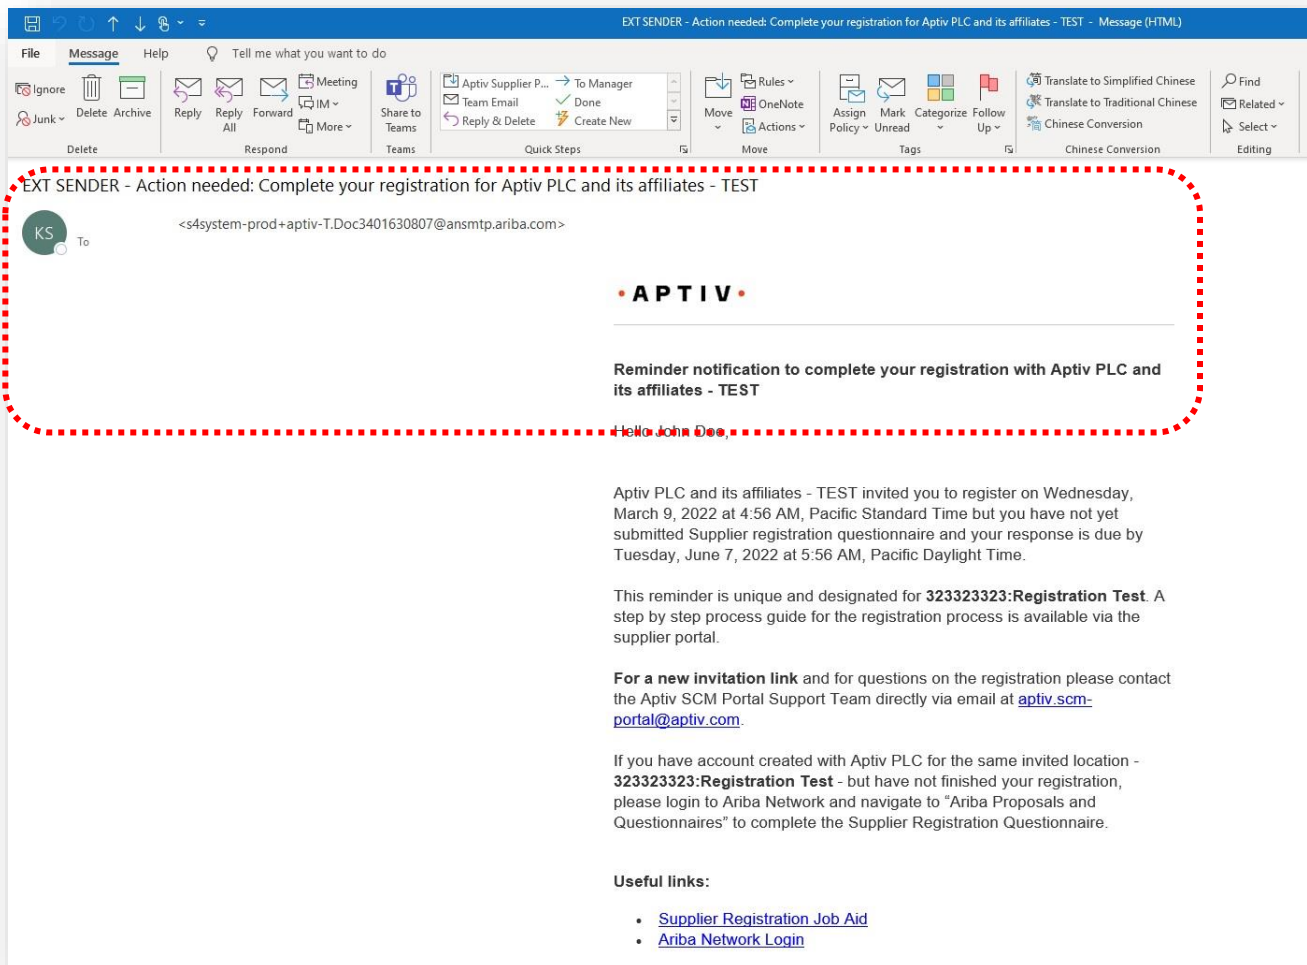 EXT SENDER - Action needed: Complete your registration for Aptiv PLC and its affiliates - TEST - Message (HTML)
File Message Help Tell me what you want to do
Ignore
Junk
Delete
Archive
Delete
Reply
Reply All
Forward
Meeting
IM
More
Respond
Share to Teams
Teams
Aptiv Supplier P...
Team Email
Reply & Delete
To Manager
Done
Create New
Quick Steps
Move
Rules
OneNote
Actions
Move
Assign Policy
Mark Unread
Categorize
Follow Up
Tags
Translate to Simplified Chinese
Translate to Traditional Chinese
Chinese Conversion
Chinese Conversion
Find
Related
Select
Editing
EXT SENDER - Action needed: Complete your registration for Aptiv PLC and its affiliates - TEST
KS
<s4system-prod+aptiv-T.Doc3401630807@ansmtp.ariba.com>
To
• A P T I V •
Reminder notification to complete your registration with Aptiv PLC and
its affiliates - TEST
Hello John Doe,
Aptiv PLC and its affiliates - TEST invited you to register on Wednesday,
March 9, 2022 at 4:56 AM, Pacific Standard Time but you have not yet
submitted Supplier registration questionnaire and your response is due by
Tuesday, June 7, 2022 at 5:56 AM, Pacific Daylight Time.
This reminder is unique and designated for 323323323:Registration Test. A
step by step process guide for the registration process is available via the
supplier portal.
For a new invitation link and for questions on the registration please contact
the Aptiv SCM Portal Support Team directly via email at aptiv.scm-
portal@aptiv.com.
If you have account created with Aptiv PLC for the same invited location -
323323323:Registration Test - but have not finished your registration,
please login to Ariba Network and navigate to “Ariba Proposals and
Questionnaires” to complete the Supplier Registration Questionnaire.
Useful links:
• Supplier Registration Job Aid
• Ariba Network Login